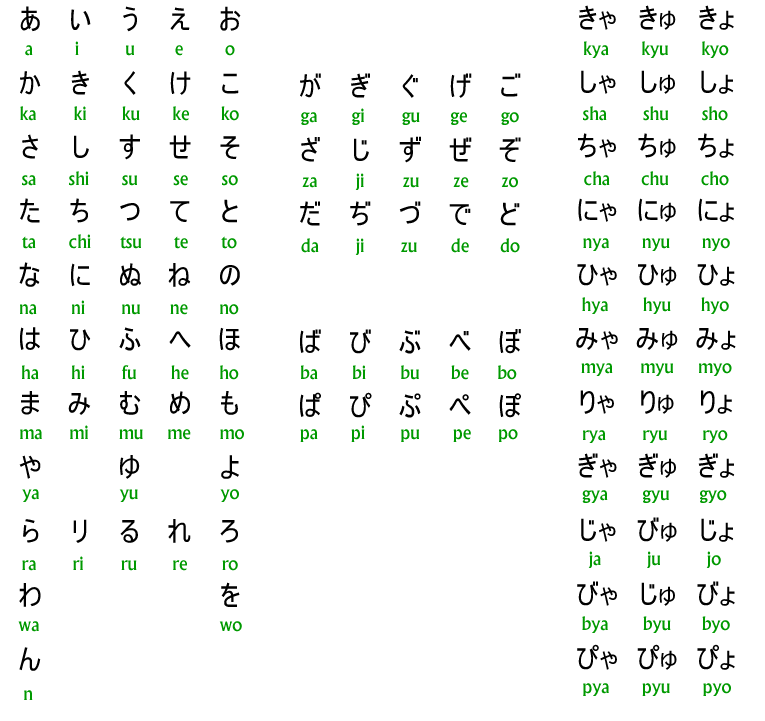 あ い う え お きゃ きゅ きょ
a i u e o kya kyu kyo
か き く け こ が ぎ ぐ げ ご しゃ しゅ しょ
ka ki ku ke ko ga gi gu ge go sha shu sho
さ し す せ そ ざ じ ず ぜ ぞ ちゃ ちゅ ちょ
sa shi su se so za ji zu ze zo cha chu cho
た ち つ て と だ ぢ づ で ど にゃ にゅ にょ
ta chi tsu te to da ji zu de do nya nyu nyo
な に ぬ ね の ひゃ ひゅ ひょ
na ni nu ne no hya hyu hyo
は ひ ふ へ ほ ば び ぶ べ ぼ みゃ みゅ みょ
ha hi fu he ho ba bi bu be bo mya myu myo
ま み む め も ぱ ぴ ぷ ぺ ぽ りゃ りゅ りょ
ma mi mu me mo pa pi pu pe po rya ryu ryo
や ゆ よ ぎゃ ぎゅ ぎょ
ya yu yo gya gyu gyo
ら り る れ ろ じゃ びゅ じょ
ra ri ru re ro ja ju jo
わ を びゃ じゅ びょ
wa wo bya byu byo
ん ぴゃ ぴゅ ぴょ
n pya pyu pyo